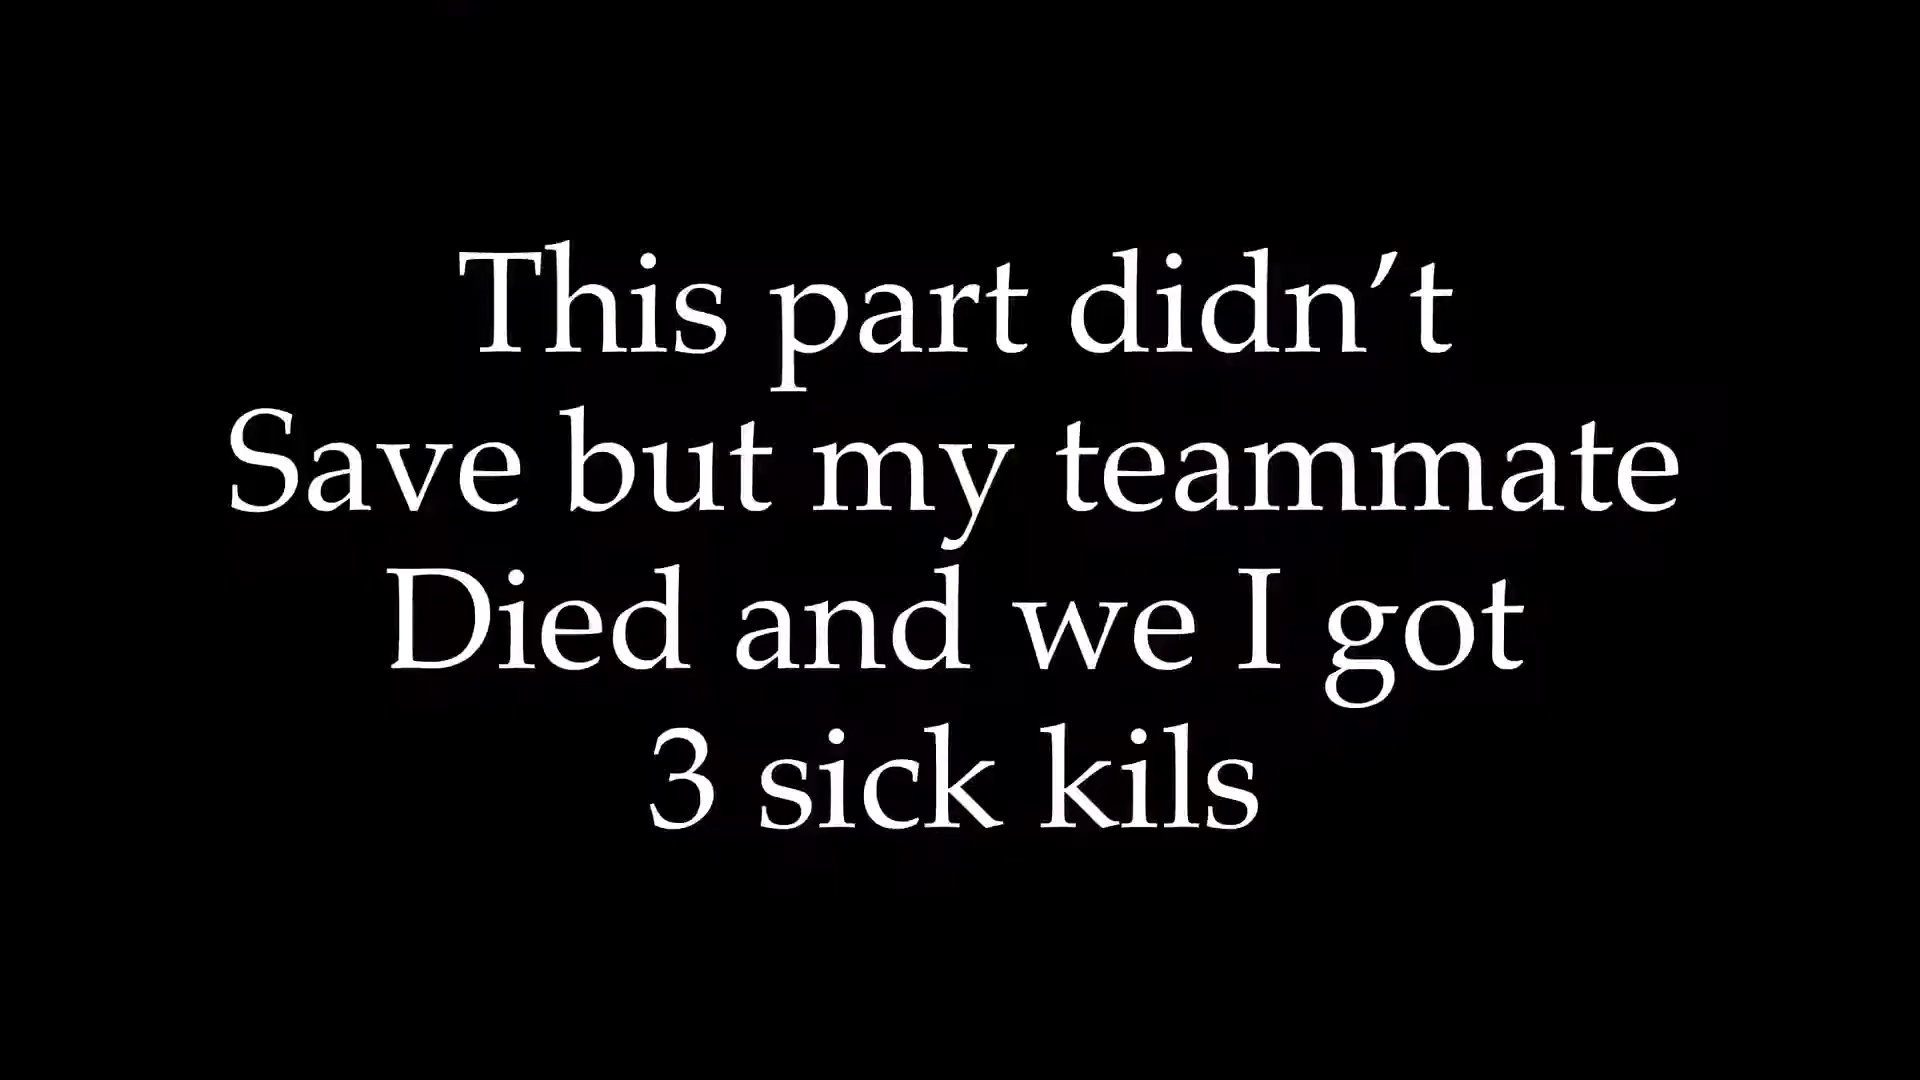 This part didn’t
Save but my teammate
Died and we I got
3 sick kils